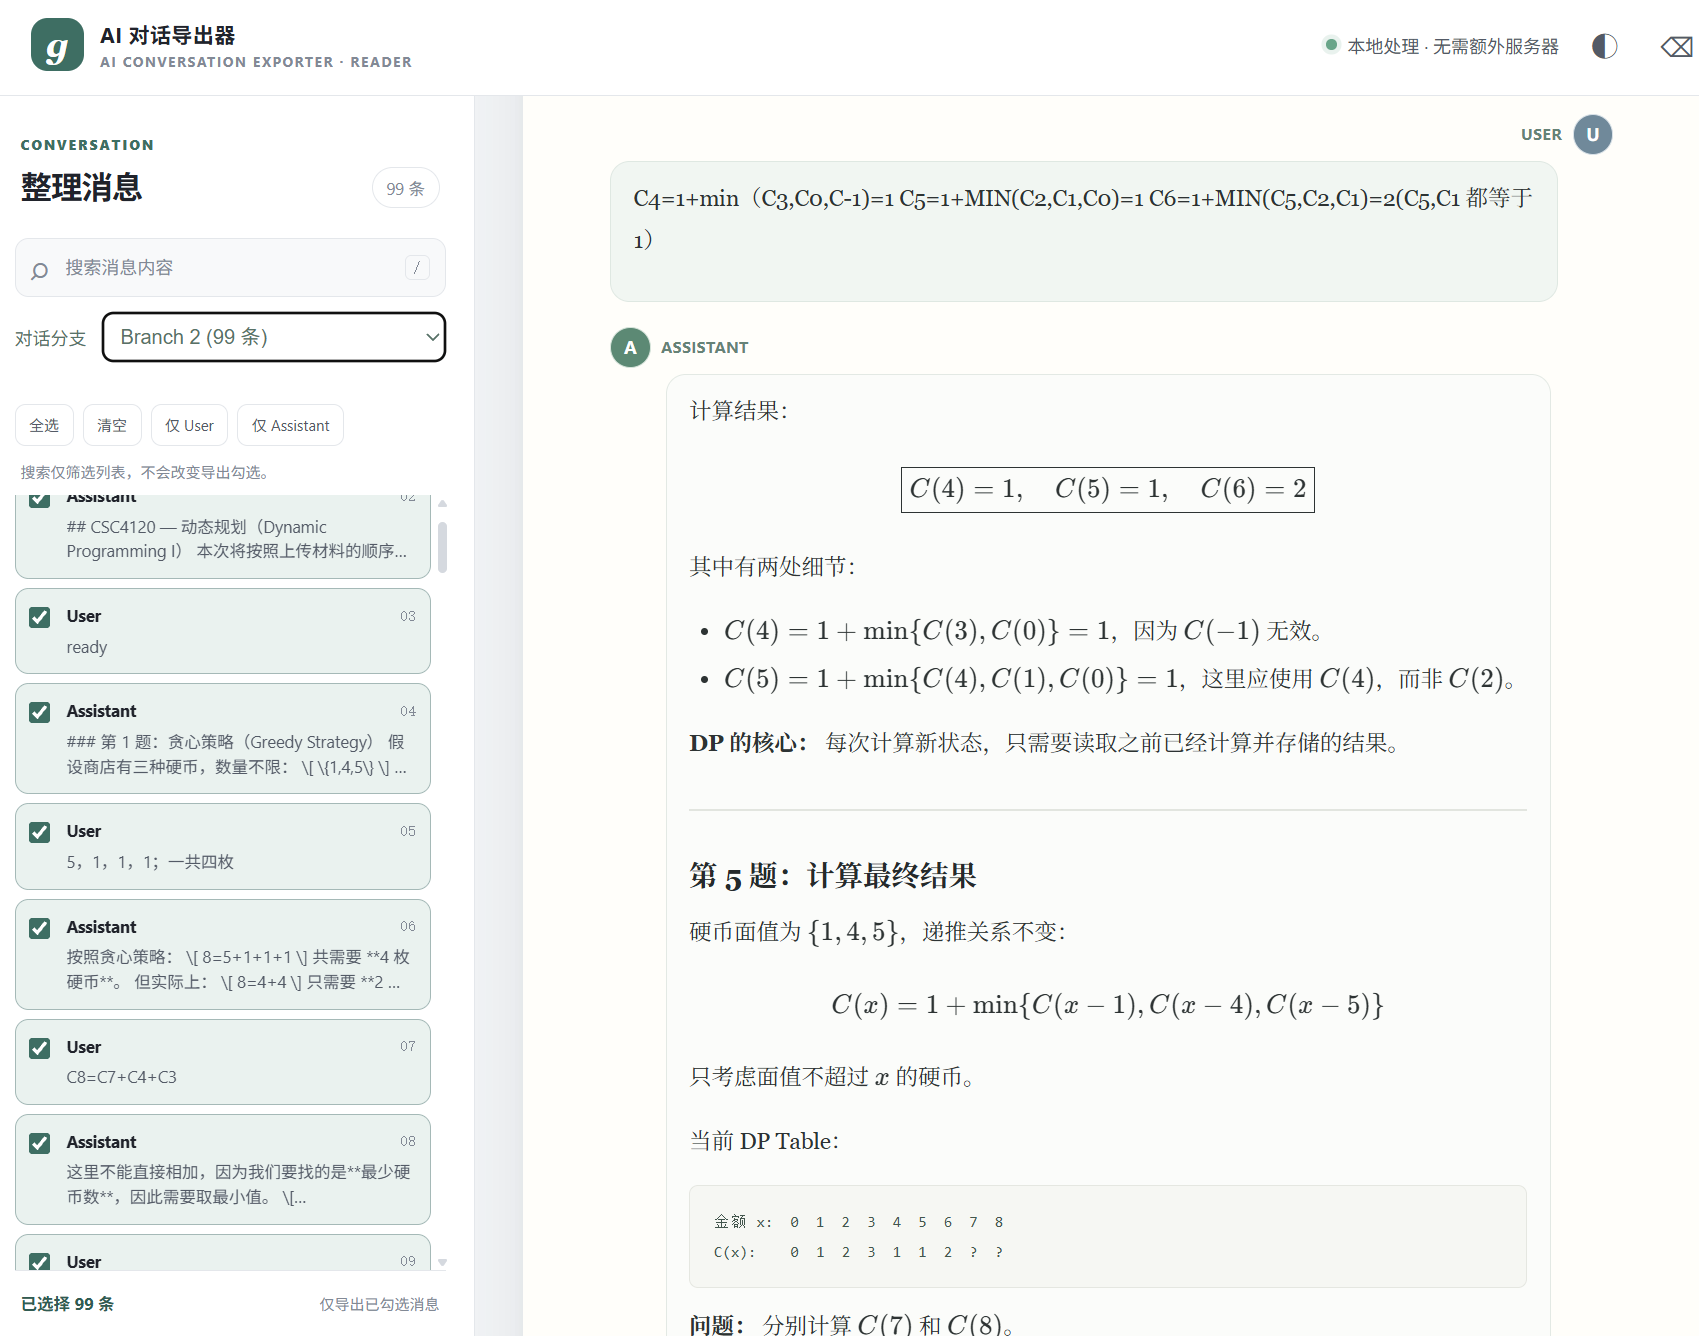 g
AI 对话导出器
AI CONVERSATION EXPORTER · READER
本地处理 · 无需额外服务器
CONVERSATION
整理消息
99 条
搜索消息内容
/
对话分支
Branch 2 (99 条)
全选
清空
仅 User
仅 Assistant
搜索仅筛选列表，不会改变导出勾选。
Assistant
02
## CSC4120 — 动态规划（Dynamic
Programming I） 本次将按照上传材料的顺序...
User
03
ready
Assistant
04
### 第 1 题：贪心策略（Greedy Strategy） 假
设商店有三种硬币，数量不限： \[ \{1,4,5\} \] ...
User
05
5，1，1，1；一共四枚
Assistant
06
按照贪心策略： \[ 8=5+1+1+1 \] 共需要 **4 枚
硬币**。 但实际上： \[ 8=4+4 \] 只需要 **2 ...
User
07
C8=C7+C4+C3
Assistant
08
这里不能直接相加，因为我们要找的是**最少硬
币数**，因此需要取最小值。 \[...
User
09
已选择 99 条
仅导出已勾选消息
USER
U
C4=1+min（C3,C0,C-1)=1 C5=1+MIN(C2,C1,C0)=1 C6=1+MIN(C5,C2,C1)=2(C5,C1 都等于
1）
A
ASSISTANT
计算结果：
C(4) = 1, C(5) = 1, C(6) = 2
其中有两处细节：
• C(4) = 1 + min{C(3), C(0)} = 1，因为 C(−1) 无效。
• C(5) = 1 + min{C(4), C(1), C(0)} = 1，这里应使用 C(4)，而非 C(2)。
DP 的核心： 每次计算新状态，只需要读取之前已经计算并存储的结果。
第 5 题：计算最终结果
硬币面值为 {1, 4, 5}，递推关系不变：
C(x) = 1 + min{C(x − 1), C(x − 4), C(x − 5)}
只考虑面值不超过 x 的硬币。
当前 DP Table：
金额 x: 0 1 2 3 4 5 6 7 8
C(x): 0 1 2 3 1 1 2 ? ?
问题： 分别计算 C(7) 和 C(8)。